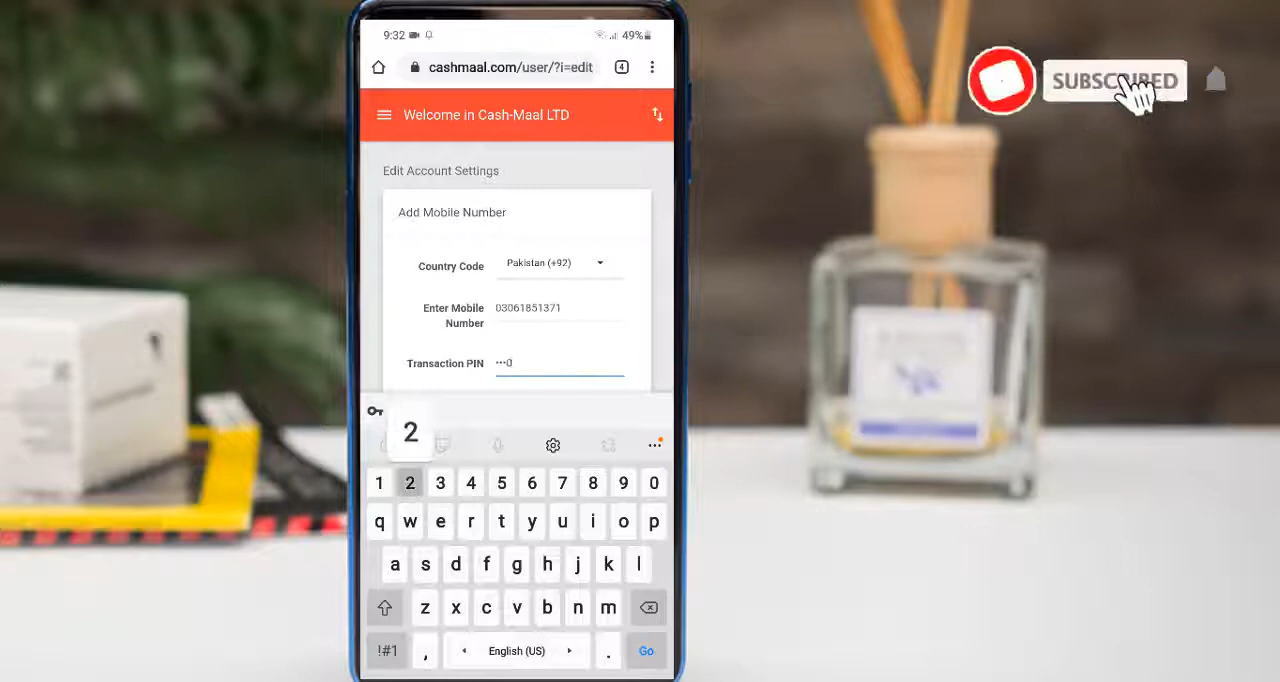 9:32 49%
SUBSCRIBED
cashmaal.com/user/?i=edit 4
Welcome in Cash-Maal LTD
Edit Account Settings
Add Mobile Number
Country Code Pakistan (+92)
Enter Mobile Number 03061851371
Transaction PIN •••0
2
1 2 3 4 5 6 7 8 9 0
q w e r t y u i o p
a s d f g h j k l
z x c v b n m
!#1 , English (US) . Go